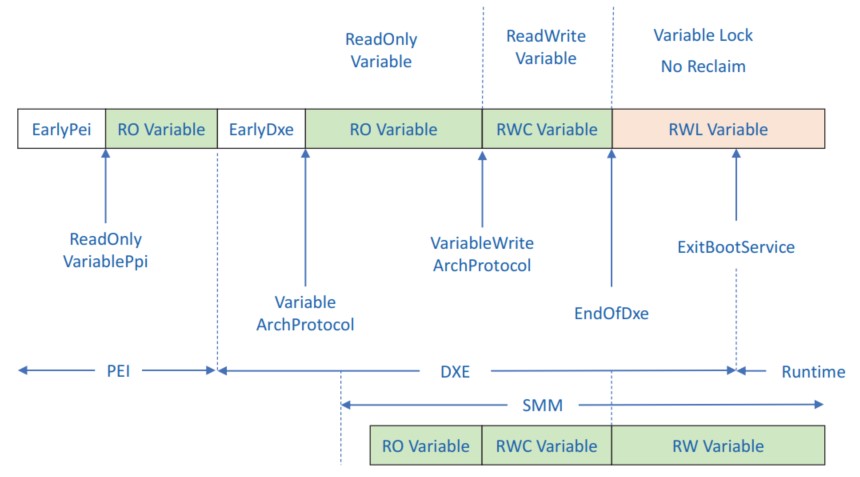 ReadOnly
Variable
ReadWrite
Variable
Variable Lock
No Reclaim
EarlyPei
RO Variable
EarlyDxe
RO Variable
RWC Variable
RWL Variable
ReadOnly
VariablePpi
Variable
ArchProtocol
VariableWrite
ArchProtocol
EndOfDxe
ExitBootService
PEI
DXE
Runtime
SMM
RO Variable
RWC Variable
RW Variable